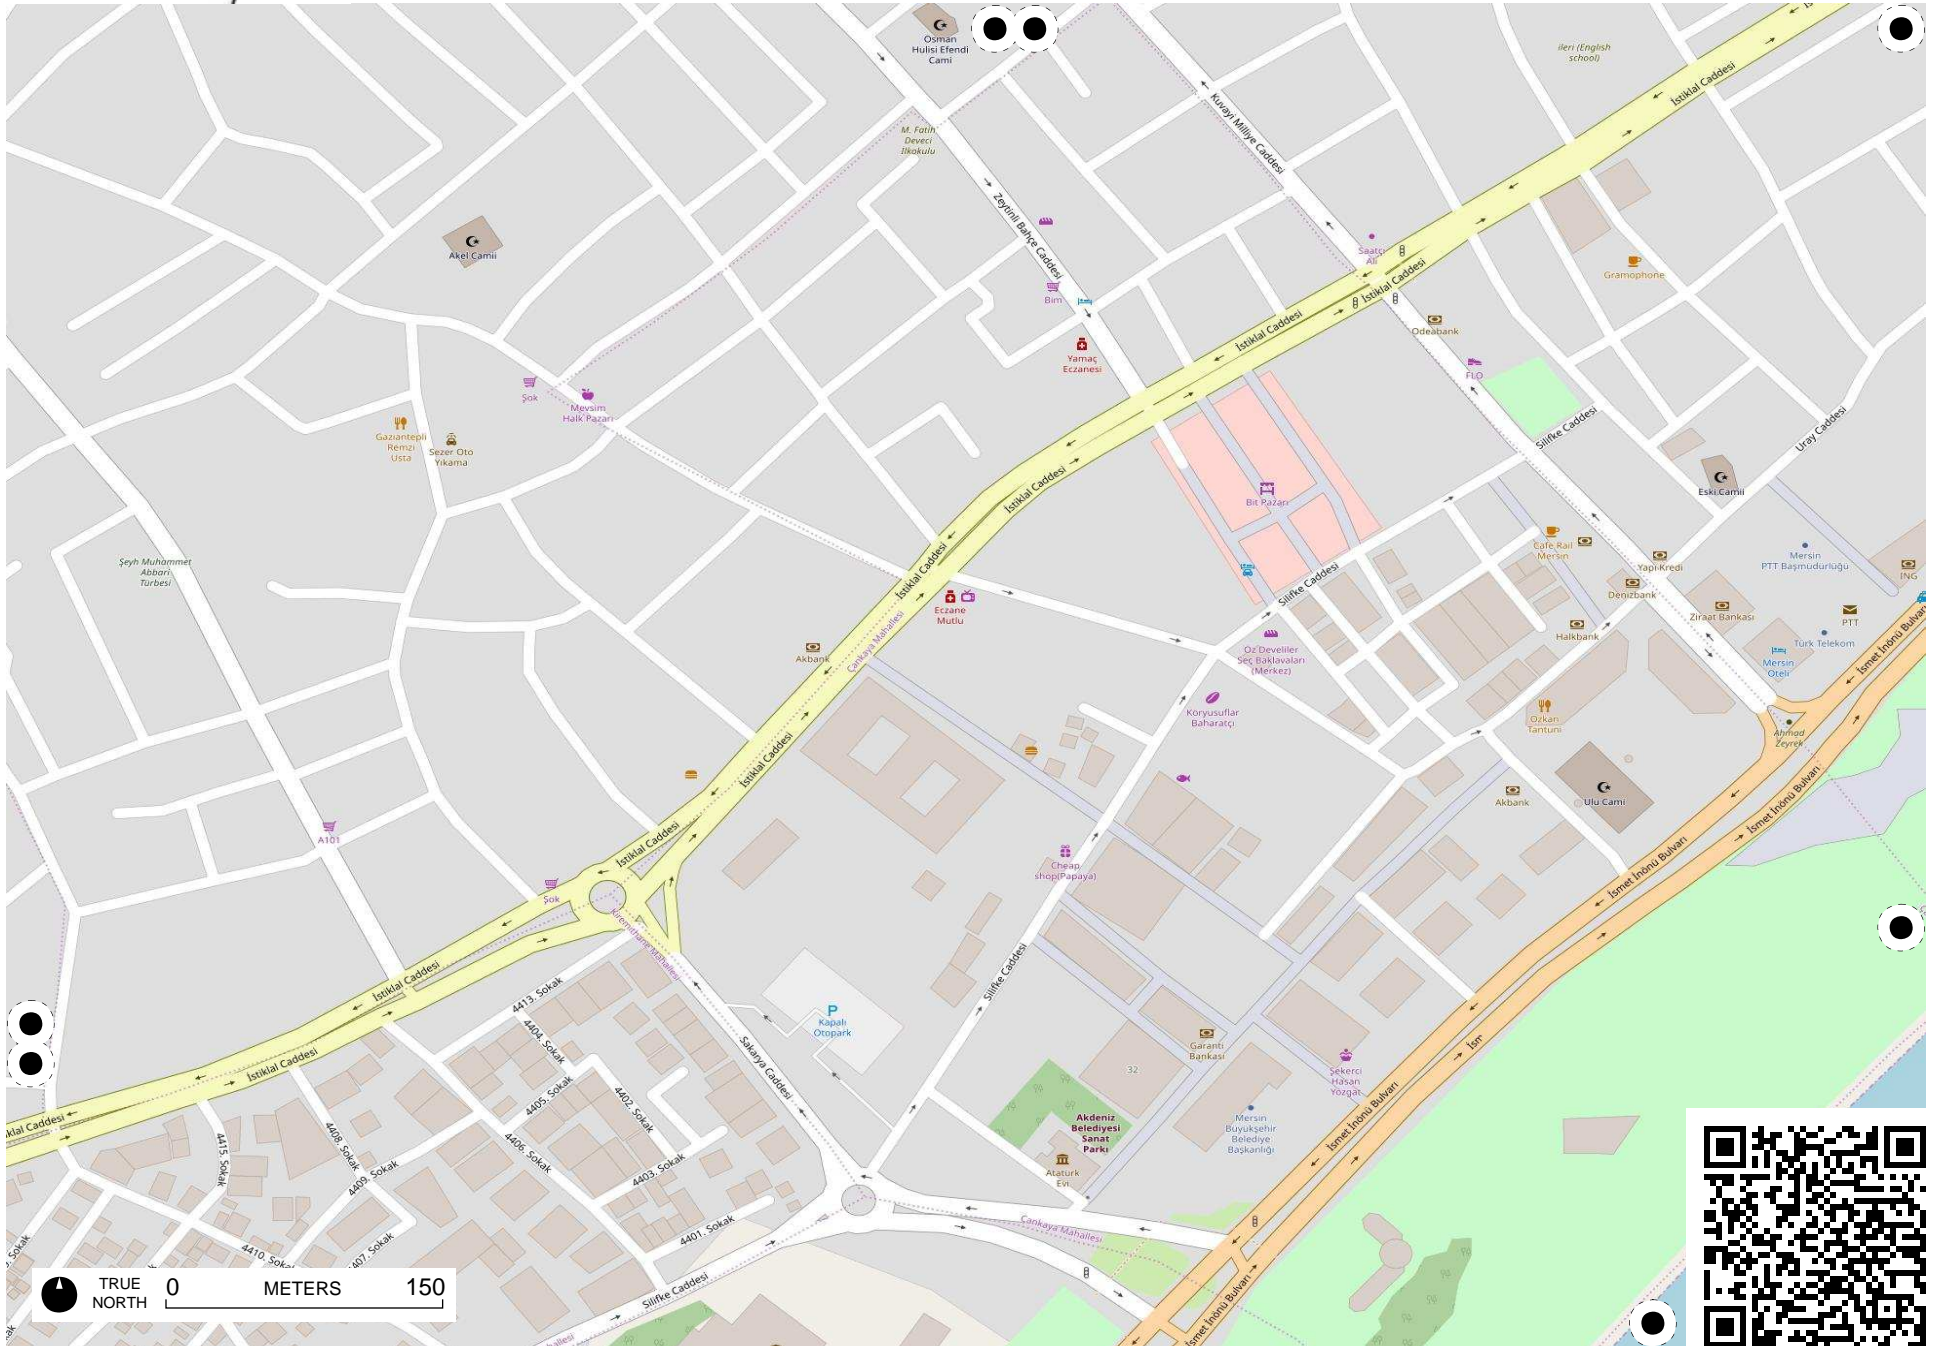 Osman
Hulisi Efendi
Cami
ileri (English
school)
İstiklal Caddesi
Kuvayi Milliye Caddesi
M. Fatih
Deveci
İlkokulu
Zeytinli Bahçe Caddesi
Akel Camii
Saatçi
Ali
Gramophone
İstiklal Caddesi
Bim
İstiklal Caddesi
Odeabank
Yamaç
Eczanesi
FLO
Şok
Mevsim
Halk Pazarı
Silifke Caddesi
Uray Caddesi
Gaziantepli
Remzi
Usta
Sezer Oto
Yıkama
İstiklal Caddesi
Bit Pazarı
Eski Camii
Cafe Rail
Mersin
Mersin
PTT Başmüdürlüğü
Yapı Kredi
ING
Şeyh Muhammet
Abbari
Türbesi
İstiklal Caddesi
Silifke Caddesi
Denizbank
Ziraat Bankası
PTT
Eczane
Mutlu
Halkbank
Türk Telekom
Çankaya Mahallesi
Akbank
Öz Develiler
Seç Baklavaları
(Merkez)
Mersin
Oteli
İsmet İnönü Bulvarı
Köryusuflar
Baharatçı
Özkan
Tantuni
Ahmad
Zeyrek
İstiklal Caddesi
Akbank
Ulu Cami
İsmet İnönü Bulvarı
A101
İstiklal Caddesi
Cheap
shop(Papaya)
İsmet İnönü Bulvarı
Şok
Kiremithane Mahallesi
Silifke Caddesi
İstiklal Caddesi
4413. Sokak
Kapalı
Otopark
4404. Sokak
Sakarya Caddesi
Garanti
Bankası
İsm
İstiklal Caddesi
32
Şekerci
Hasan
Yozgat
4405. Sokak
4402. Sokak
Akdeniz
Belediyesi
Sanat
Parkı
Mersin
Büyükşehir
Belediye
Başkanlığı
İsmet İnönü Bulvarı
iklal Caddesi
4415. Sokak
4408. Sokak
4406. Sokak
4409. Sokak
4403. Sokak
Atatürk
Evi
4401. Sokak
Çankaya Mahallesi
4410. Sokak
407. Sokak
Sokak
Silifke Caddesi
İsmet İnönü Bulvarı
TRUE
NORTH
0 METERS 150
hallesi